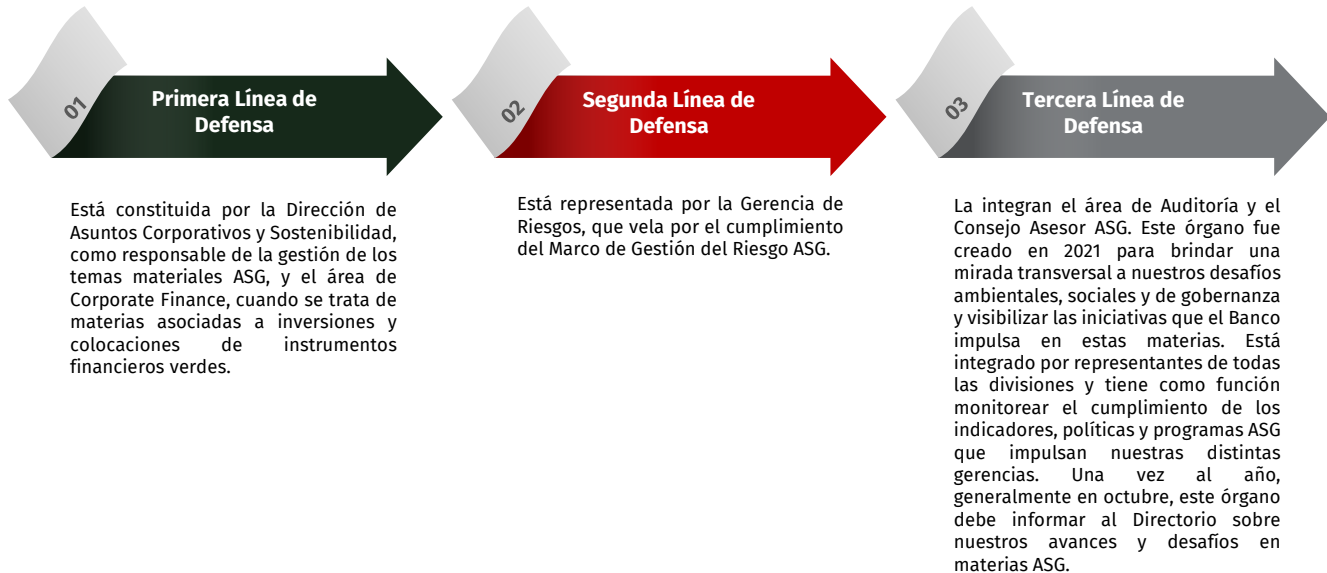 01
Primera Línea de
Defensa
Está constituida por la Dirección de
Asuntos Corporativos y Sostenibilidad,
como responsable de la gestión de los
temas materiales ASG, y el área de
Corporate Finance, cuando se trata de
materias asociadas a inversiones y
colocaciones de instrumentos
financieros verdes.
02
Segunda Línea de
Defensa
Está representada por la Gerencia de
Riesgos, que vela por el cumplimiento
del Marco de Gestión del Riesgo ASG.
03
Tercera Línea de
Defensa
La integran el área de Auditoría y el
Consejo Asesor ASG. Este órgano fue
creado en 2021 para brindar una
mirada transversal a nuestros desafíos
ambientales, sociales y de gobernanza
y visibilizar las iniciativas que el Banco
impulsa en estas materias. Está
integrado por representantes de todas
las divisiones y tiene como función
monitorear el cumplimiento de los
indicadores, políticas y programas ASG
que impulsan nuestras distintas
gerencias. Una vez al año,
generalmente en octubre, este órgano
debe informar al Directorio sobre
nuestros avances y desafíos en
materias ASG.